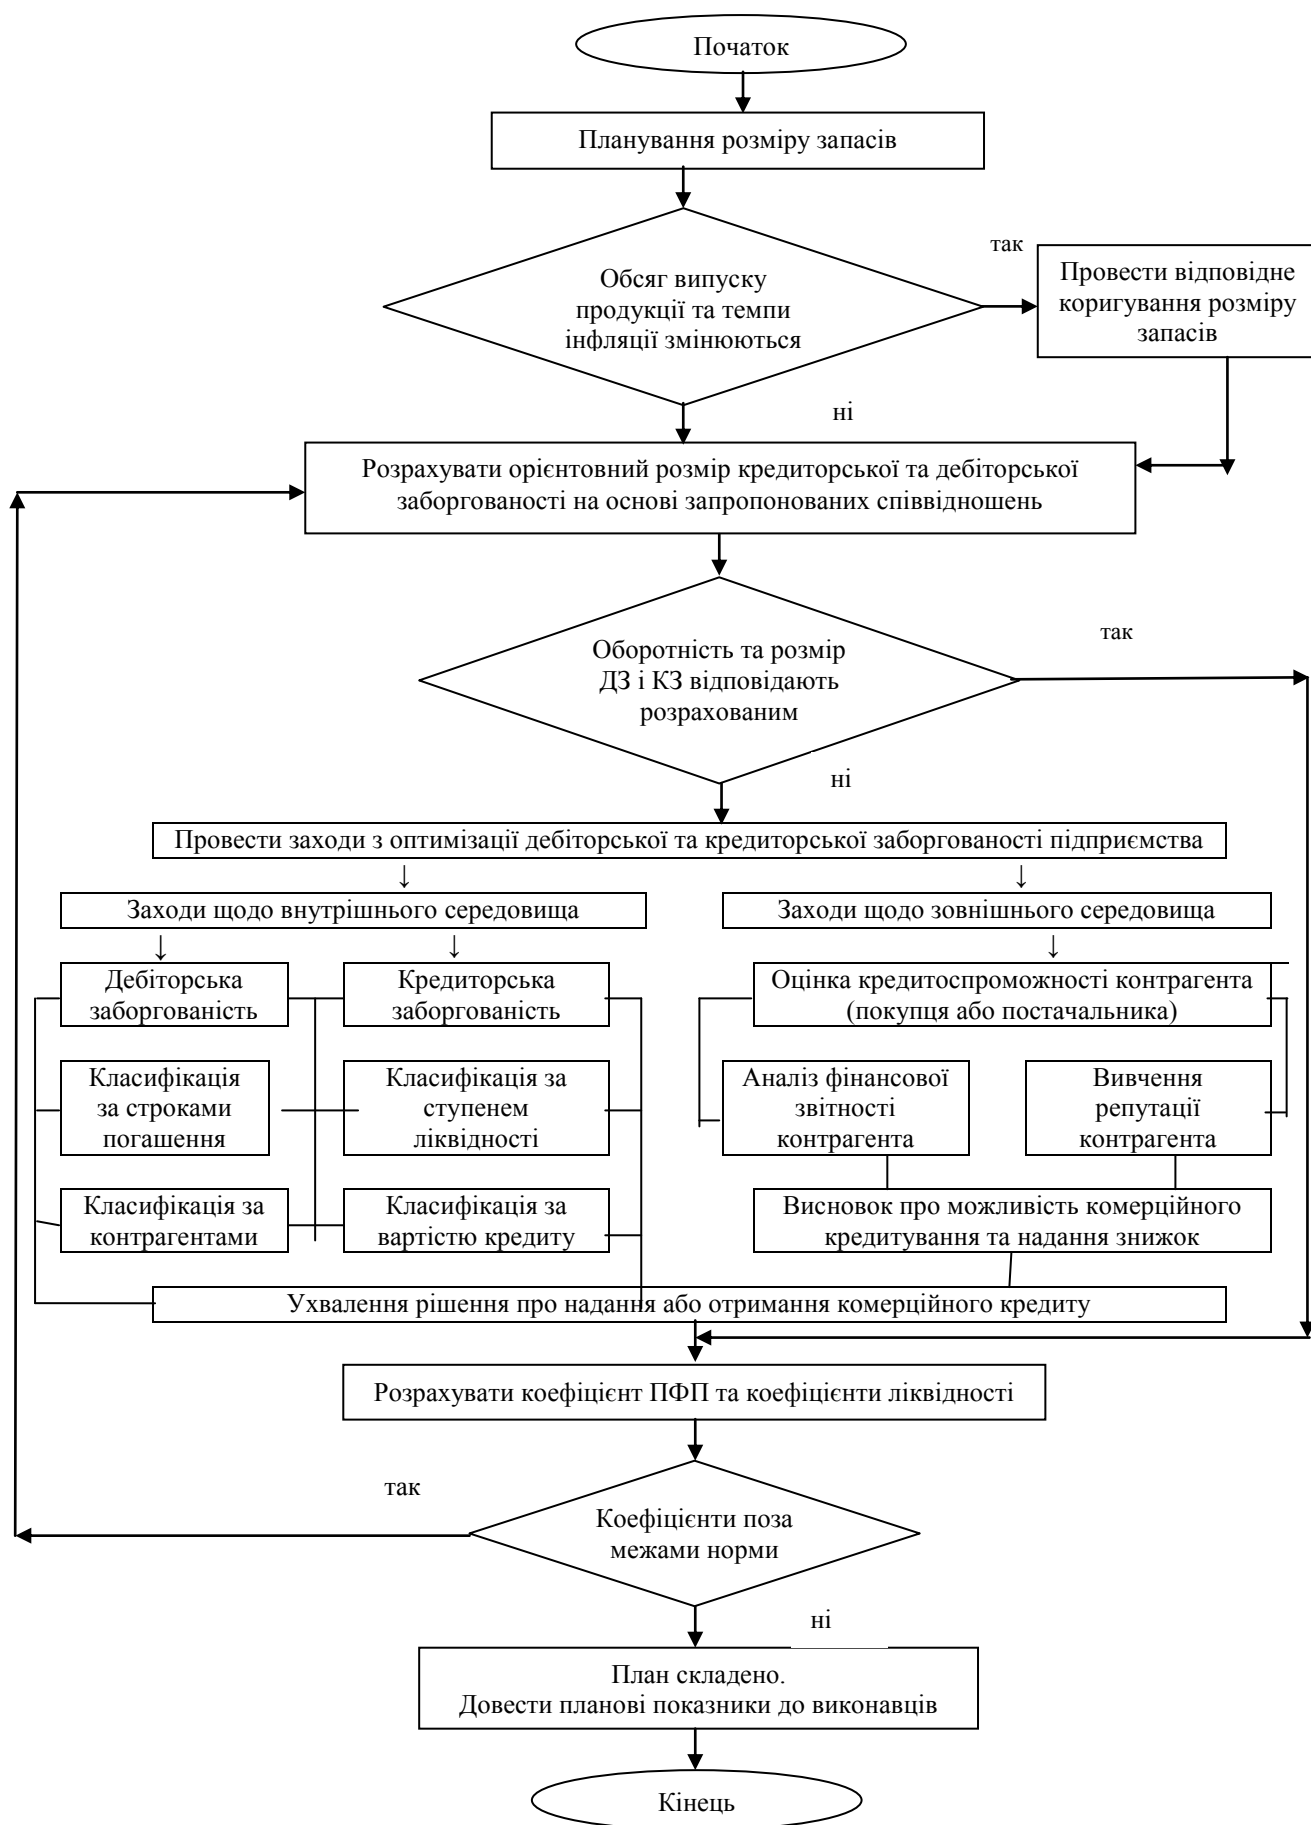 Початок
Планування розміру запасів
так
Обсяг випуску
продукції та темпи
інфляції змінюються
Провести відповідне
коригування розміру
запасів
ні
Розрахувати орієнтовний розмір кредиторської та дебіторської
заборгованості на основі запропонованих співвідношень
так
Оборотність та розмір
ДЗ і КЗ відповідають
розрахованим
ні
Провести заходи з оптимізації дебіторської та кредиторської заборгованості підприємства
↓ ↓
Заходи щодо внутрішнього середовища
Заходи щодо зовнішнього середовища
↓ ↓ ↓
Дебіторська
заборгованість
Кредиторська
заборгованість
Оцінка кредитоспроможності контрагента
(покупця або постачальника)
Класифікація
за строками
погашення
Класифікація за
ступенем
ліквідності
Аналіз фінансової
звітності
контрагента
Вивчення
репутації
контрагента
Класифікація за
контрагентами
Класифікація за
вартістю кредиту
Висновок про можливість комерційного
кредитування та надання знижок
Ухвалення рішення про надання або отримання комерційного кредиту
Розрахувати коефіцієнт ПФП та коефіцієнти ліквідності
так
Коефіцієнти поза
межами норми
ні
План складено.
Довести планові показники до виконавців
Кінець